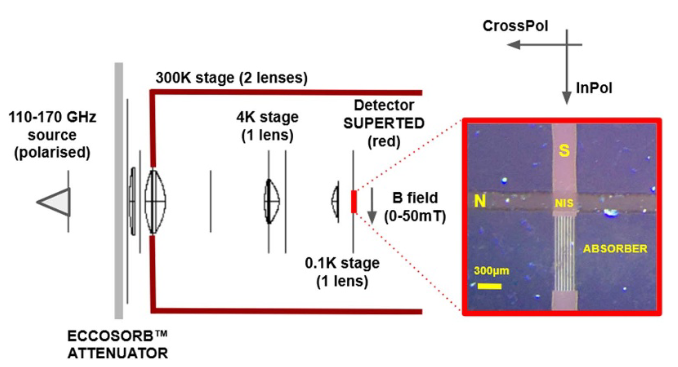 CrossPol
InPol
300K stage (2 lenses)
110-170 GHz
source
(polarised)
4K stage
(1 lens)
Detector
SUPERTED
(red)
B field
(0-50mT)
0.1K stage
(1 lens)
ECCOSORB™
ATTENUATOR
S
N
NIS
ABSORBER
300µm